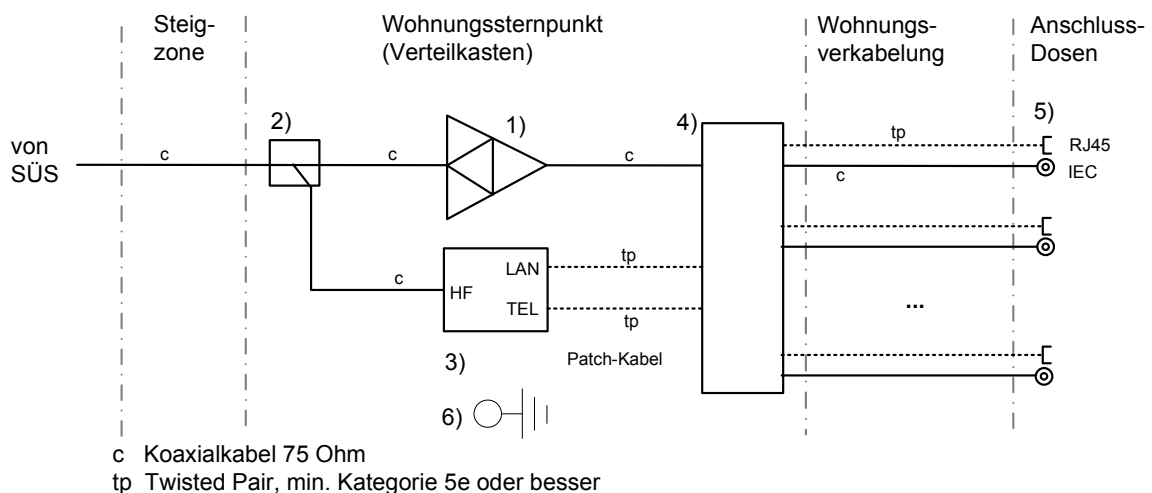 Steig-
zone
Wohnungssternpunkt
(Verteilkasten)
Wohnungs-
verkabelung
Anschluss-
Dosen
von
SÜS
c
2)
c
1)
c
4)
tp
c
5)
RJ45
IEC
c
HF
LAN
TEL
tp
tp
...
3)
Patch-Kabel
6)
c Koaxialkabel 75 Ohm
tp Twisted Pair, min. Kategorie 5e oder besser